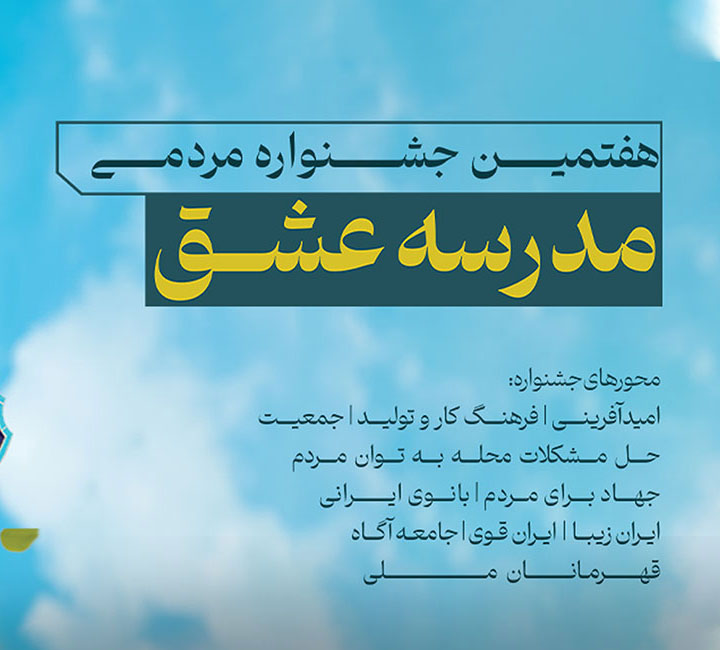 هفتمین جشنواره مردمی
مدرسه عشق
محورهای جشنواره:
امیدآفرینی | فرهنگ کار و تولید | جمعیت
حل مشکلات محله به توان مردم
جهاد برای مردم | بانوی ایرانی
ایران زیبا | ایران قوی | جامعه آگاه
قهرمانان ملی